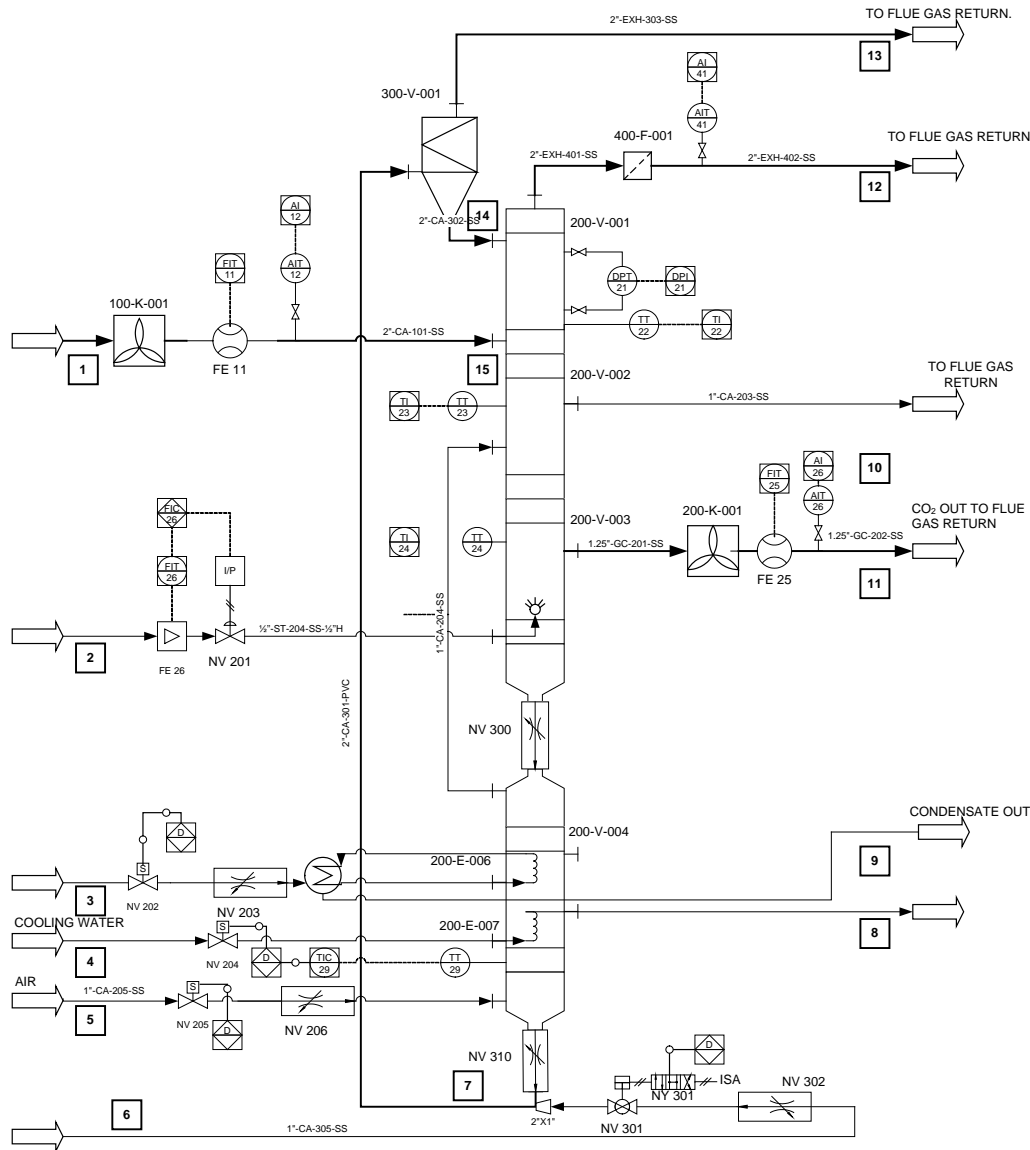 TO FLUE GAS RETURN.
2"-EXH-303-SS
13
AI
41
300-V-001
AIT
41
400-F-001
TO FLUE GAS RETURN
2"-EXH-401-SS
2"-EXH-402-SS
12
AI
12
14
2"-CA-302-SS
200-V-001
FIT
11
AIT
12
DPT
21
DPI
21
100-K-001
TT
22
TI
22
2"-CA-101-SS
1
FE 11
15
200-V-002
TO FLUE GAS
RETURN
TI
23
TT
23
1"-CA-203-SS
10
AI
26
FIT
25
AIT
26
FIC
26
200-K-001
CO₂ OUT TO FLUE
GAS RETURN
200-V-003
TI
24
TT
24
1.25"-GC-201-SS
1.25"-GC-202-SS
FIT
26
I/P
FE 25
11
1"-CA-204-SS
½"-ST-204-SS-½"H
2
FE 26
NV 201
2"-CA-301-PVC
NV 300
CONDENSATE OUT
D
200-V-004
S
200-E-006
9
3
NV 202
NV 203
COOLING WATER
S
200-E-007
4
NV 204
D
TIC
29
TT
29
8
AIR
1"-CA-205-SS
S
5
NV 205
D
NV 206
NV 310
D
7
ISA
NY 301
NV 302
6
2"X1"
NV 301
1"-CA-305-SS